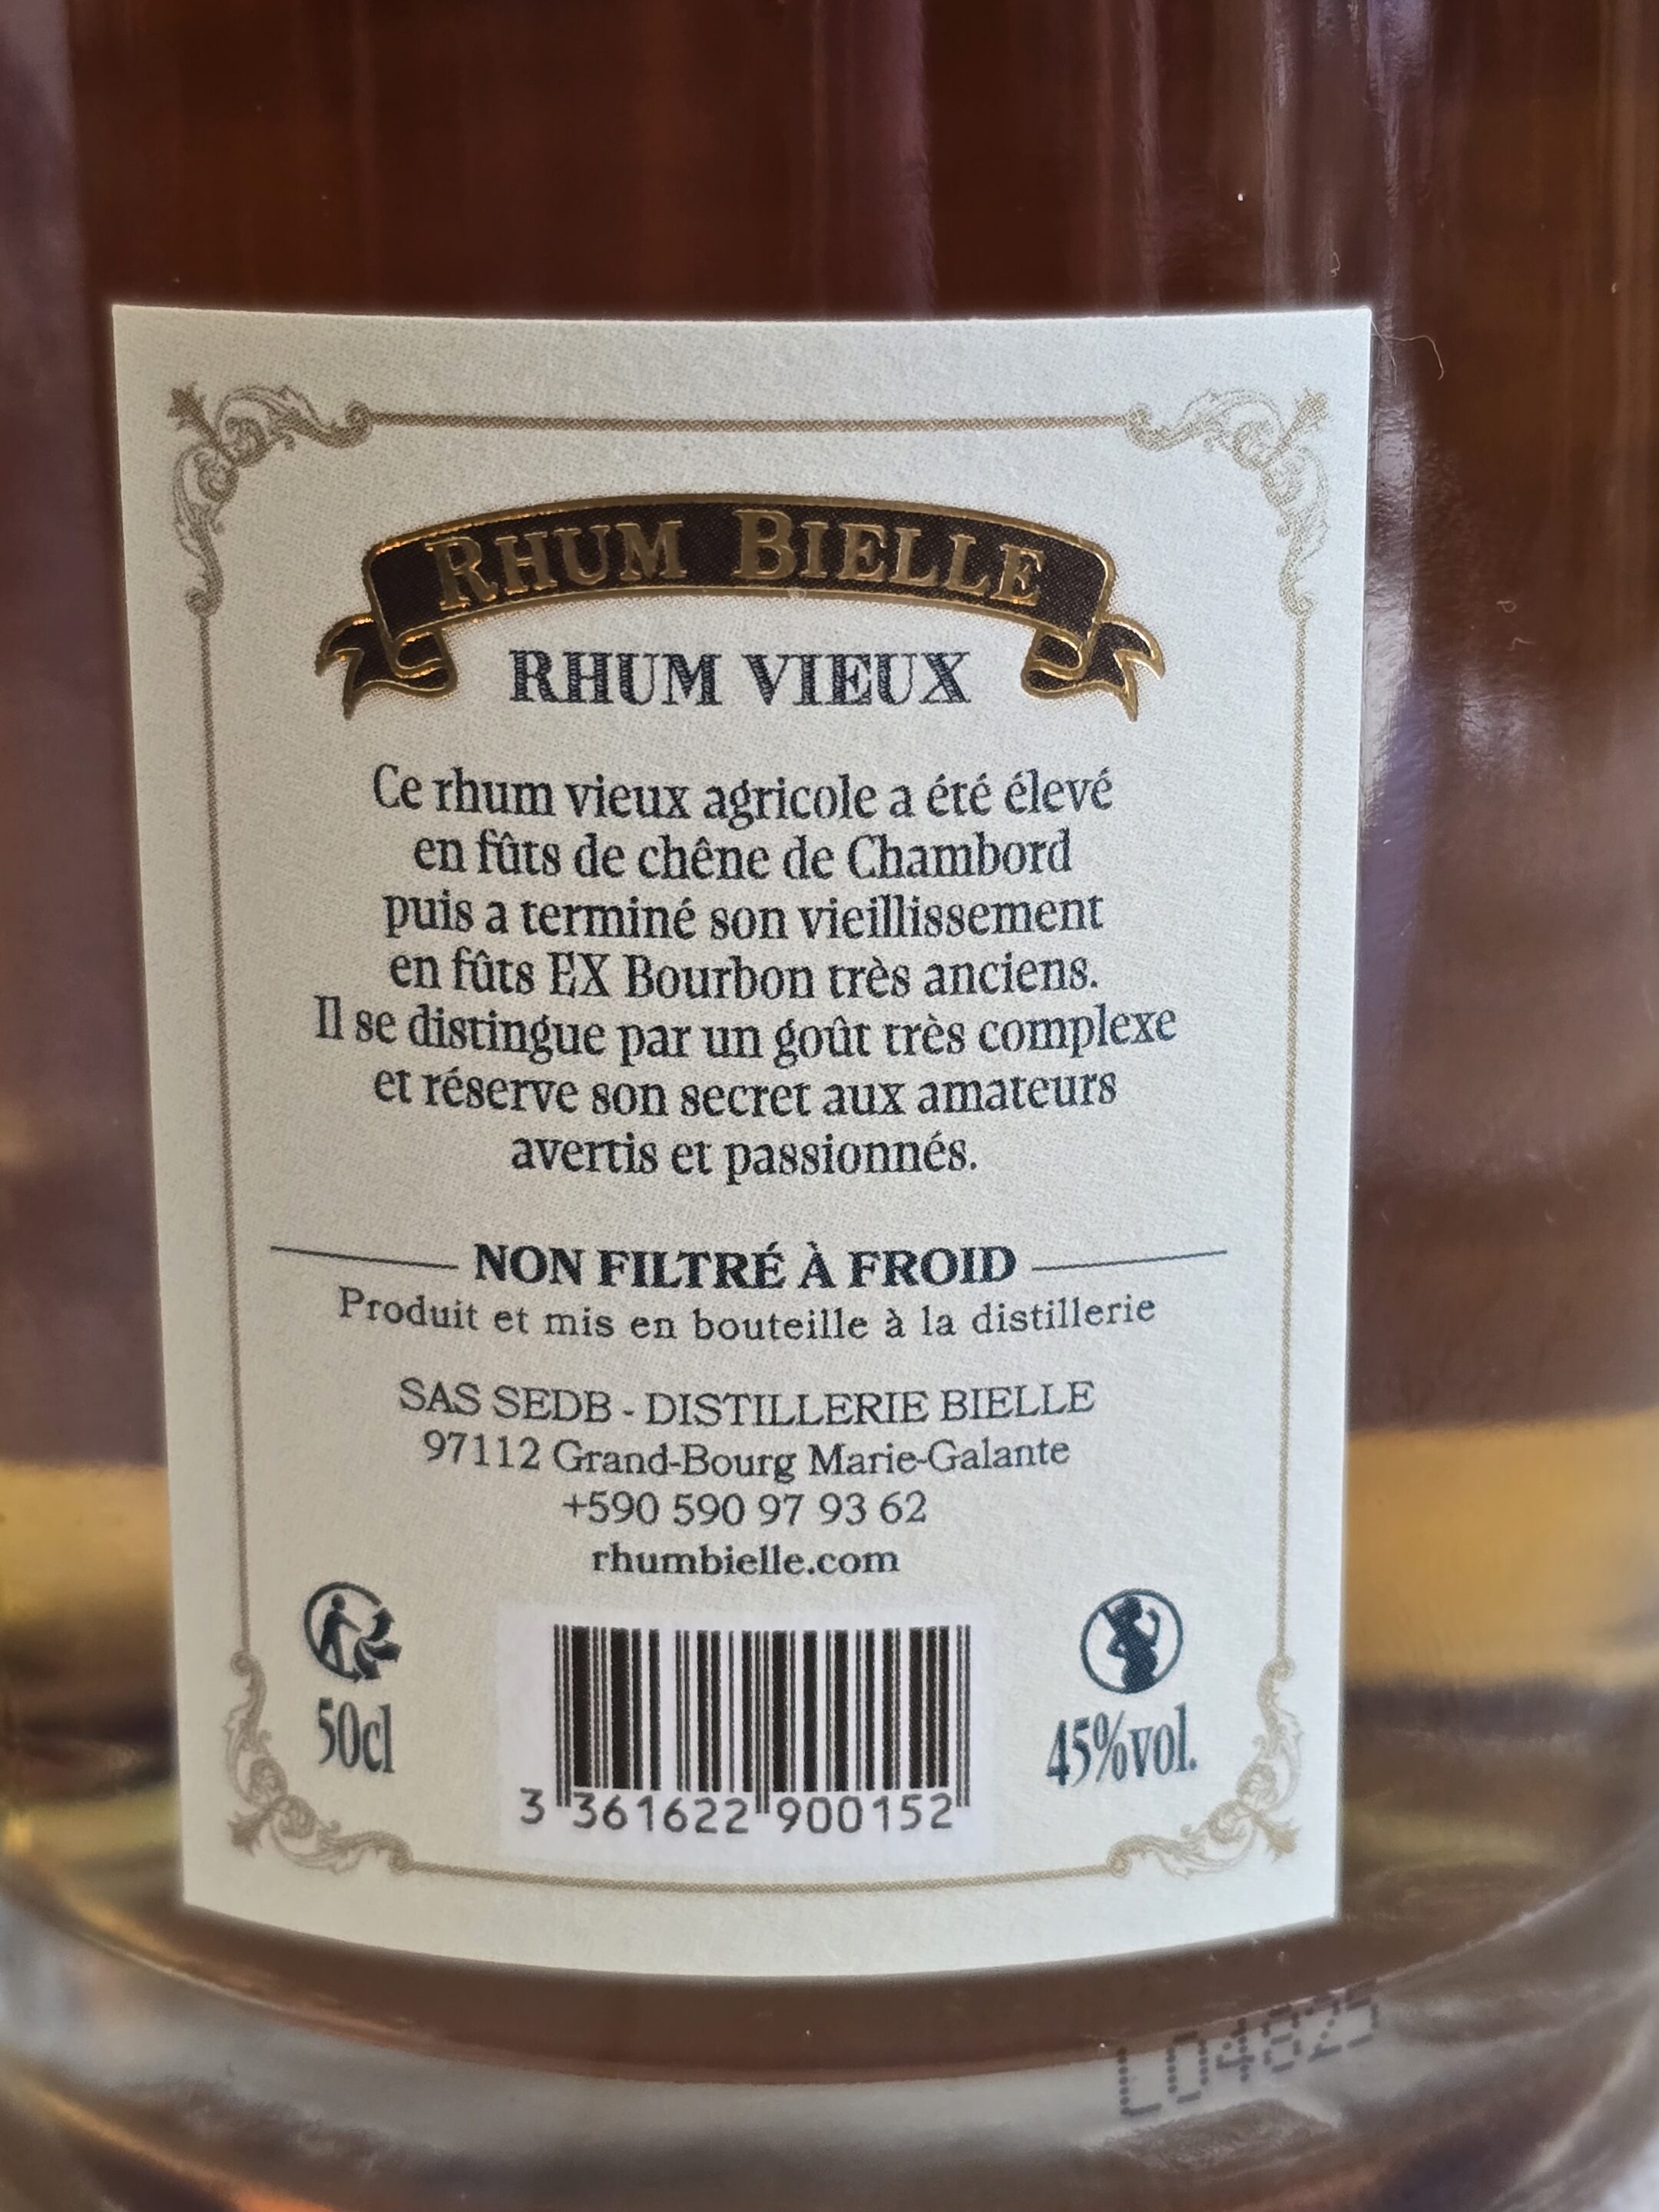 RHUM BIELLE
RHUM VIEUX
Ce rhum vieux agricole a été élevé
en fûts de chêne de Chambord
puis a terminé son vieillissement
en fûts EX Bourbon très anciens.
Il se distingue par un goût très complexe
et réserve son secret aux amateurs
avertis et passionnés.
NON FILTRÉ À FROID
Produit et mis en bouteille à la distillerie
SAS SEDB - DISTILLERIE BIELLE
97112 Grand-Bourg Marie-Galante
+590 590 97 93 62
rhumbielle.com
50cl
45%vol.
3 361622 900152
L04825